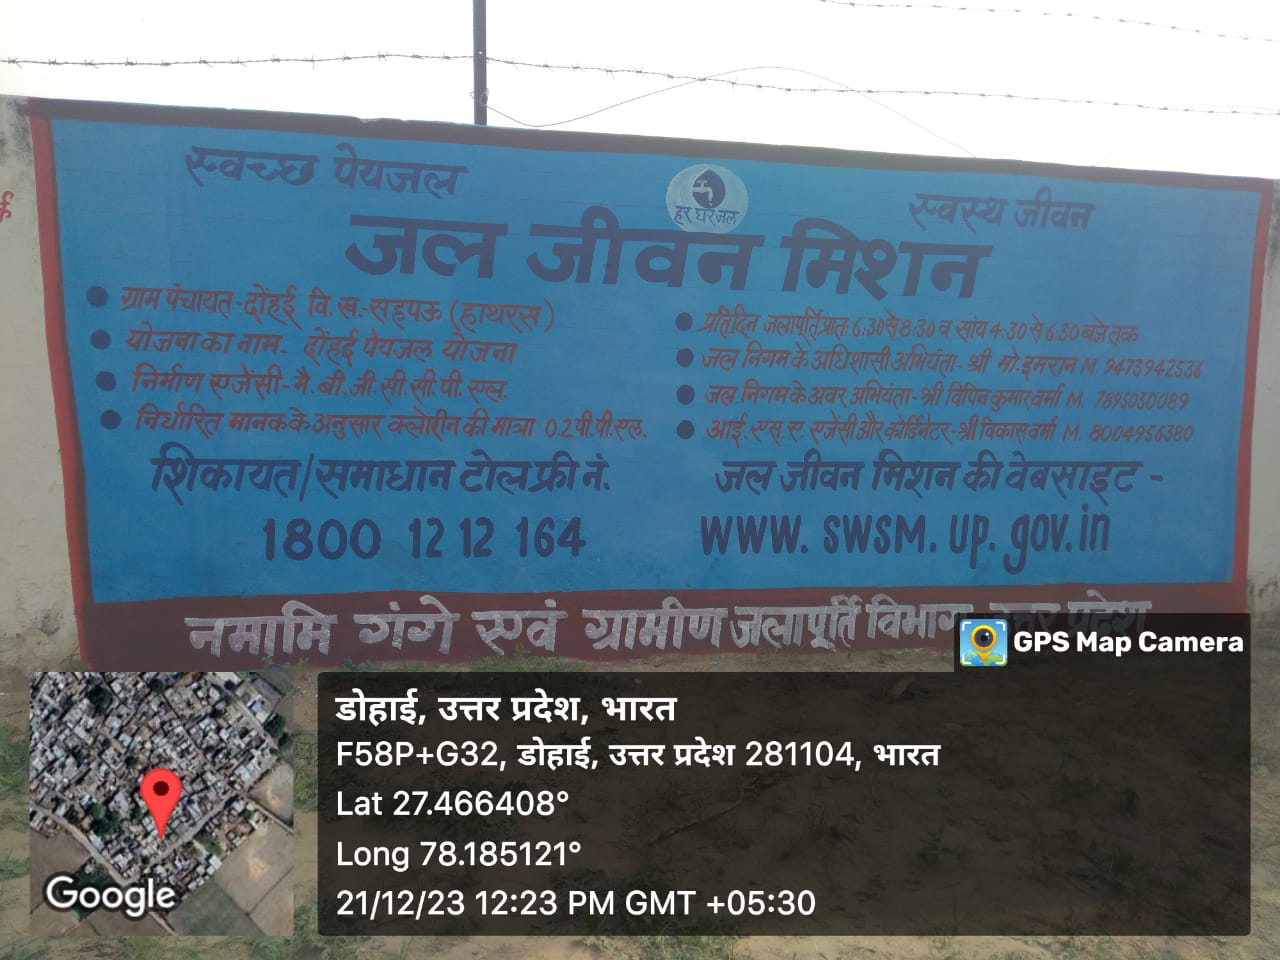 स्वच्छ पेयजल
हर घर जल
स्वस्थ जीवन
जल जीवन मिशन
ग्राम पंचायत-दोंहई वि.ख.-सहपऊ (हाथरस)
योजना का नाम- दोंहई पेयजल योजना
निर्माण एजेंसी-मै.बी.जी.सी.सी.पी.एल.
निर्धारित मानक के अनुसार क्लोरीन की मात्रा 0.2 पी.पी.एल.
प्रतिदिन जलापूर्ति प्रातः 6:30 से 8:30 व सांय 4:30 से 6:30 बजे तक
जल निगम के अधिशासी अभियंता- श्री मो.इमरान M. 9473942536
जल निगम के अवर अभियंता-श्री विपिन कुमार वर्मा M. 7895030089
आई.एस.ए. एजेंसी और कोर्डिनेटर-श्री विकास वर्मा M. 8004956380
शिकायत/समाधान टोल फ्री नं.
1800 12 12 164
जल जीवन मिशन की वेबसाइट -
www. swsm. up. gov.in
नमामि गंगे एवं ग्रामीण जलापूर्ति विभाग उत्तर प्रदेश
र्क
GPS Map Camera
डोहाई, उत्तर प्रदेश, भारत
F58P+G32, डोहाई, उत्तर प्रदेश 281104, भारत
Lat 27.466408°
Long 78.185121°
21/12/23 12:23 PM GMT +05:30
Google